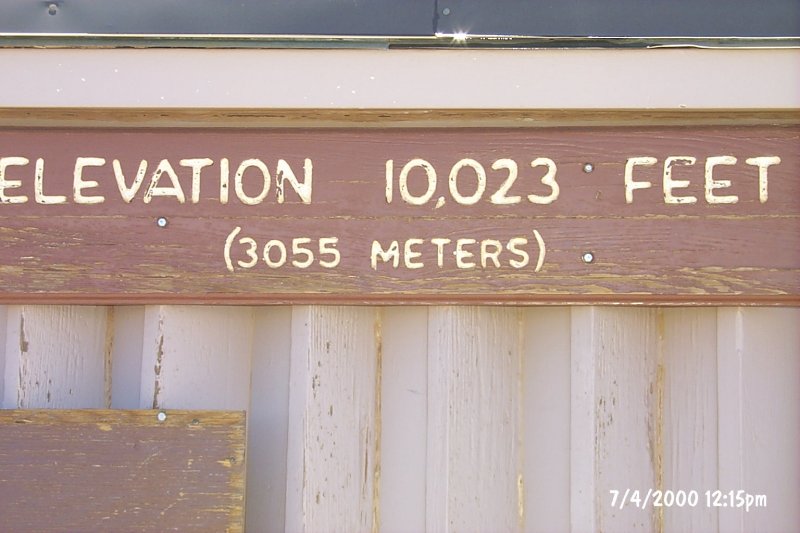 ELEVATION 10,023 FEET
(3055 METERS)
7/4/2000 12:15pm